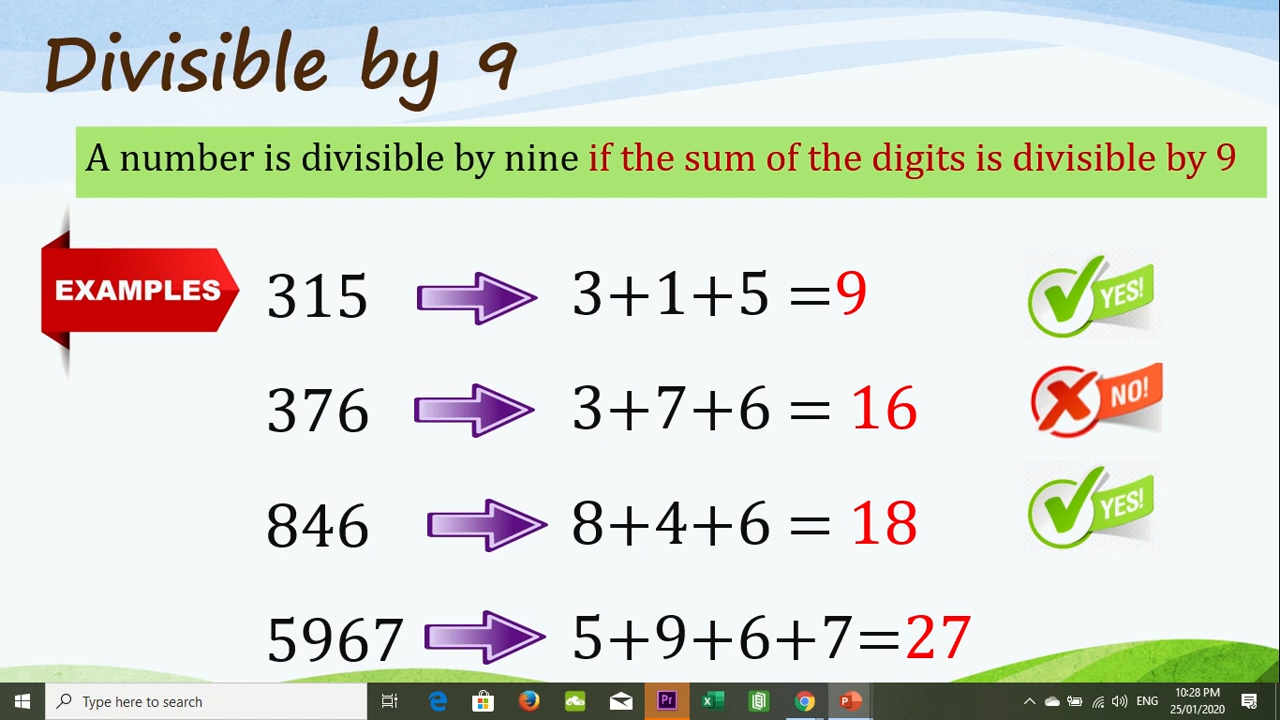 Divisible by 9
A number is divisible by nine if the sum of the digits is divisible by 9
EXAMPLES
315 3+1+5 =9 YES!
376 3+7+6 = 16 NO!
846 8+4+6 = 18 YES!
5967 5+9+6+7=27
Type here to search
Pr
ENG
10:28 PM
25/01/2020